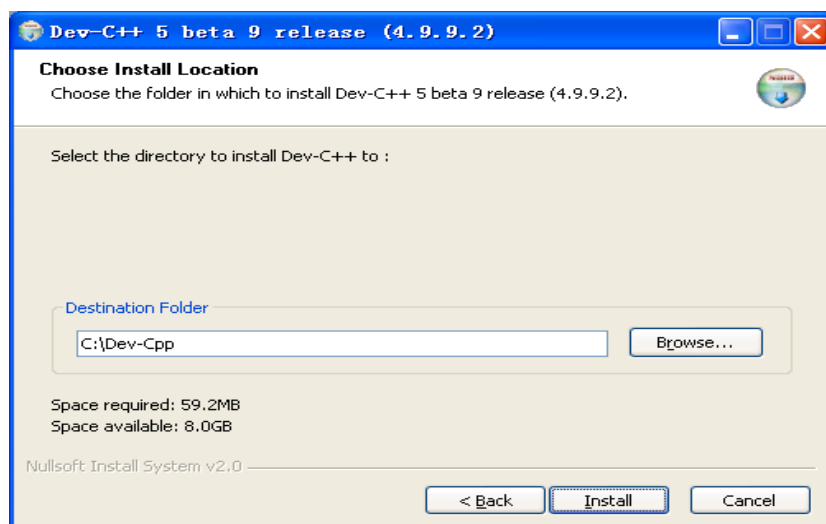 Dev-C++ 5 beta 9 release (4.9.9.2)
Choose Install Location
Choose the folder in which to install Dev-C++ 5 beta 9 release (4.9.9.2).
Select the directory to install Dev-C++ to :
Destination Folder
C:\Dev-Cpp
Browse...
Space required: 59.2MB
Space available: 8.0GB
Nullsoft Install System v2.0
< Back
Install
Cancel